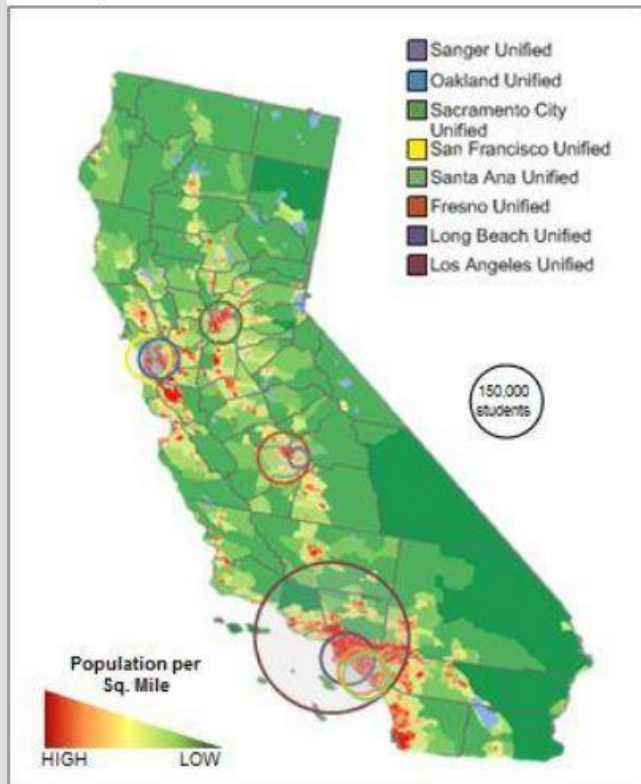 Sanger Unified
Oakland Unified
Sacramento City
Unified
San Francisco Unified
Santa Ana Unified
Fresno Unified
Long Beach Unified
Los Angeles Unified
150,000
students
Population per
Sq. Mile
HIGH
LOW